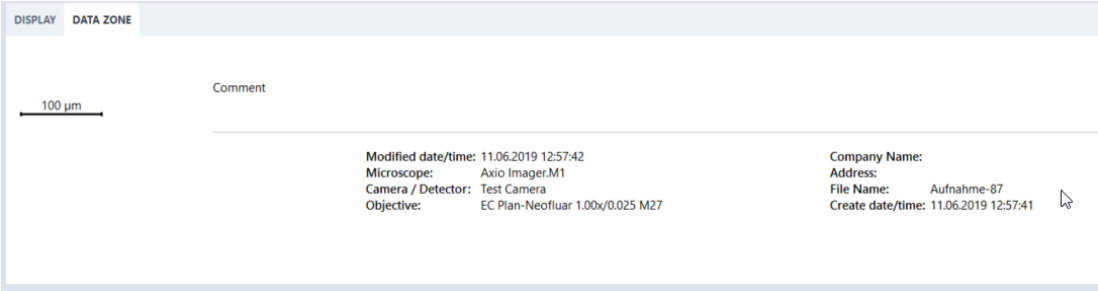 DISPLAY DATA ZONE
Comment
100 µm
Modified date/time: 11.06.2019 12:57:42
Microscope: Axio Imager.M1
Camera / Detector: Test Camera
Objective: EC Plan-Neofluar 1.00x/0.025 M27
Company Name:
Address:
File Name: Aufnahme-87
Create date/time: 11.06.2019 12:57:41